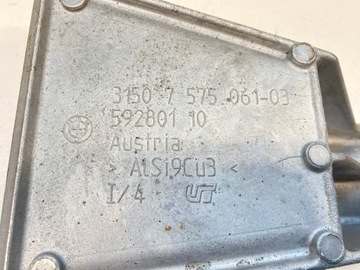 3150 7 575 061-03
592801 10
Austria
> AlSi9Cu3 <
I/4